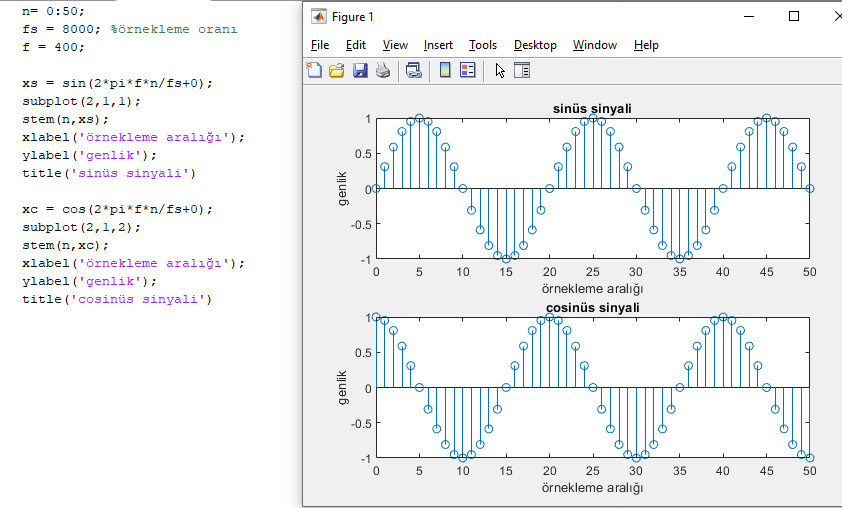 n= 0:50;
fs = 8000; %örnekleme oranı
f = 400;
xs = sin(2*pi*f*n/fs+0);
subplot(2,1,1);
stem(n,xs);
xlabel('örnekleme aralığı');
ylabel('genlik');
title('sinüs sinyali')
xc = cos(2*pi*f*n/fs+0);
subplot(2,1,2);
stem(n,xc);
xlabel('örnekleme aralığı');
ylabel('genlik');
title('cosinüs sinyali')
Figure 1
File Edit View Insert Tools Desktop Window Help
sinüs sinyali
genlik
1
0.5
0
-0.5
-1
0 5 10 15 20 25 30 35 40 45 50
örnekleme aralığı
cosinüs sinyali
genlik
1
0.5
0
-0.5
-1
0 5 10 15 20 25 30 35 40 45 50
örnekleme aralığı